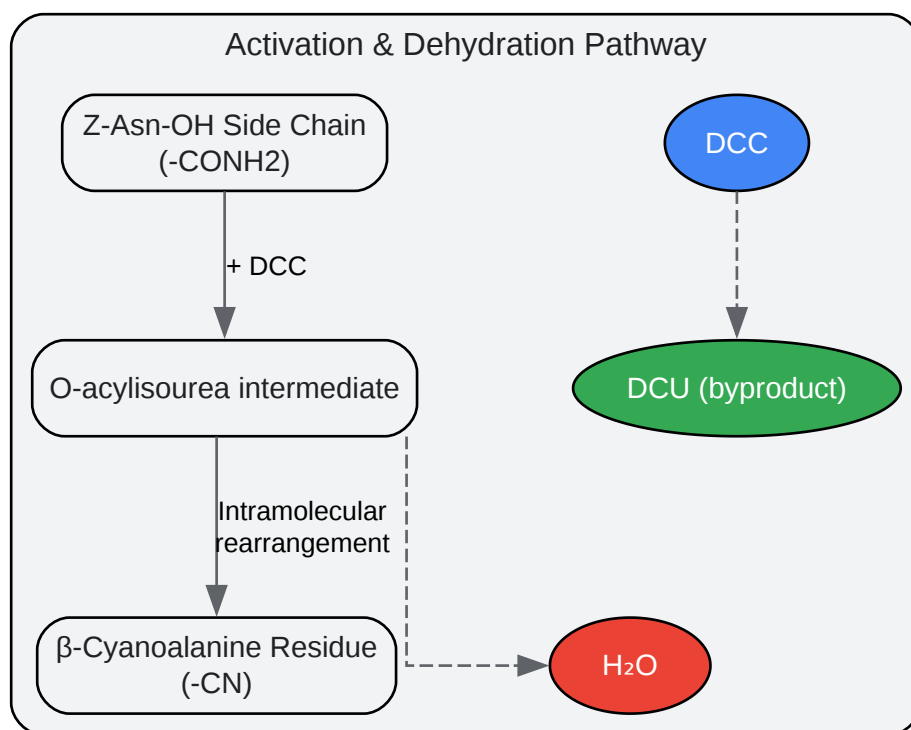 Activation & Dehydration Pathway
Z-Asn-OH Side Chain
(-CONH2)
DCC
+ DCC
O-acylisourea intermediate
DCU (byproduct)
Intramolecular
rearrangement
β-Cyanoalanine Residue
(-CN)
H₂O